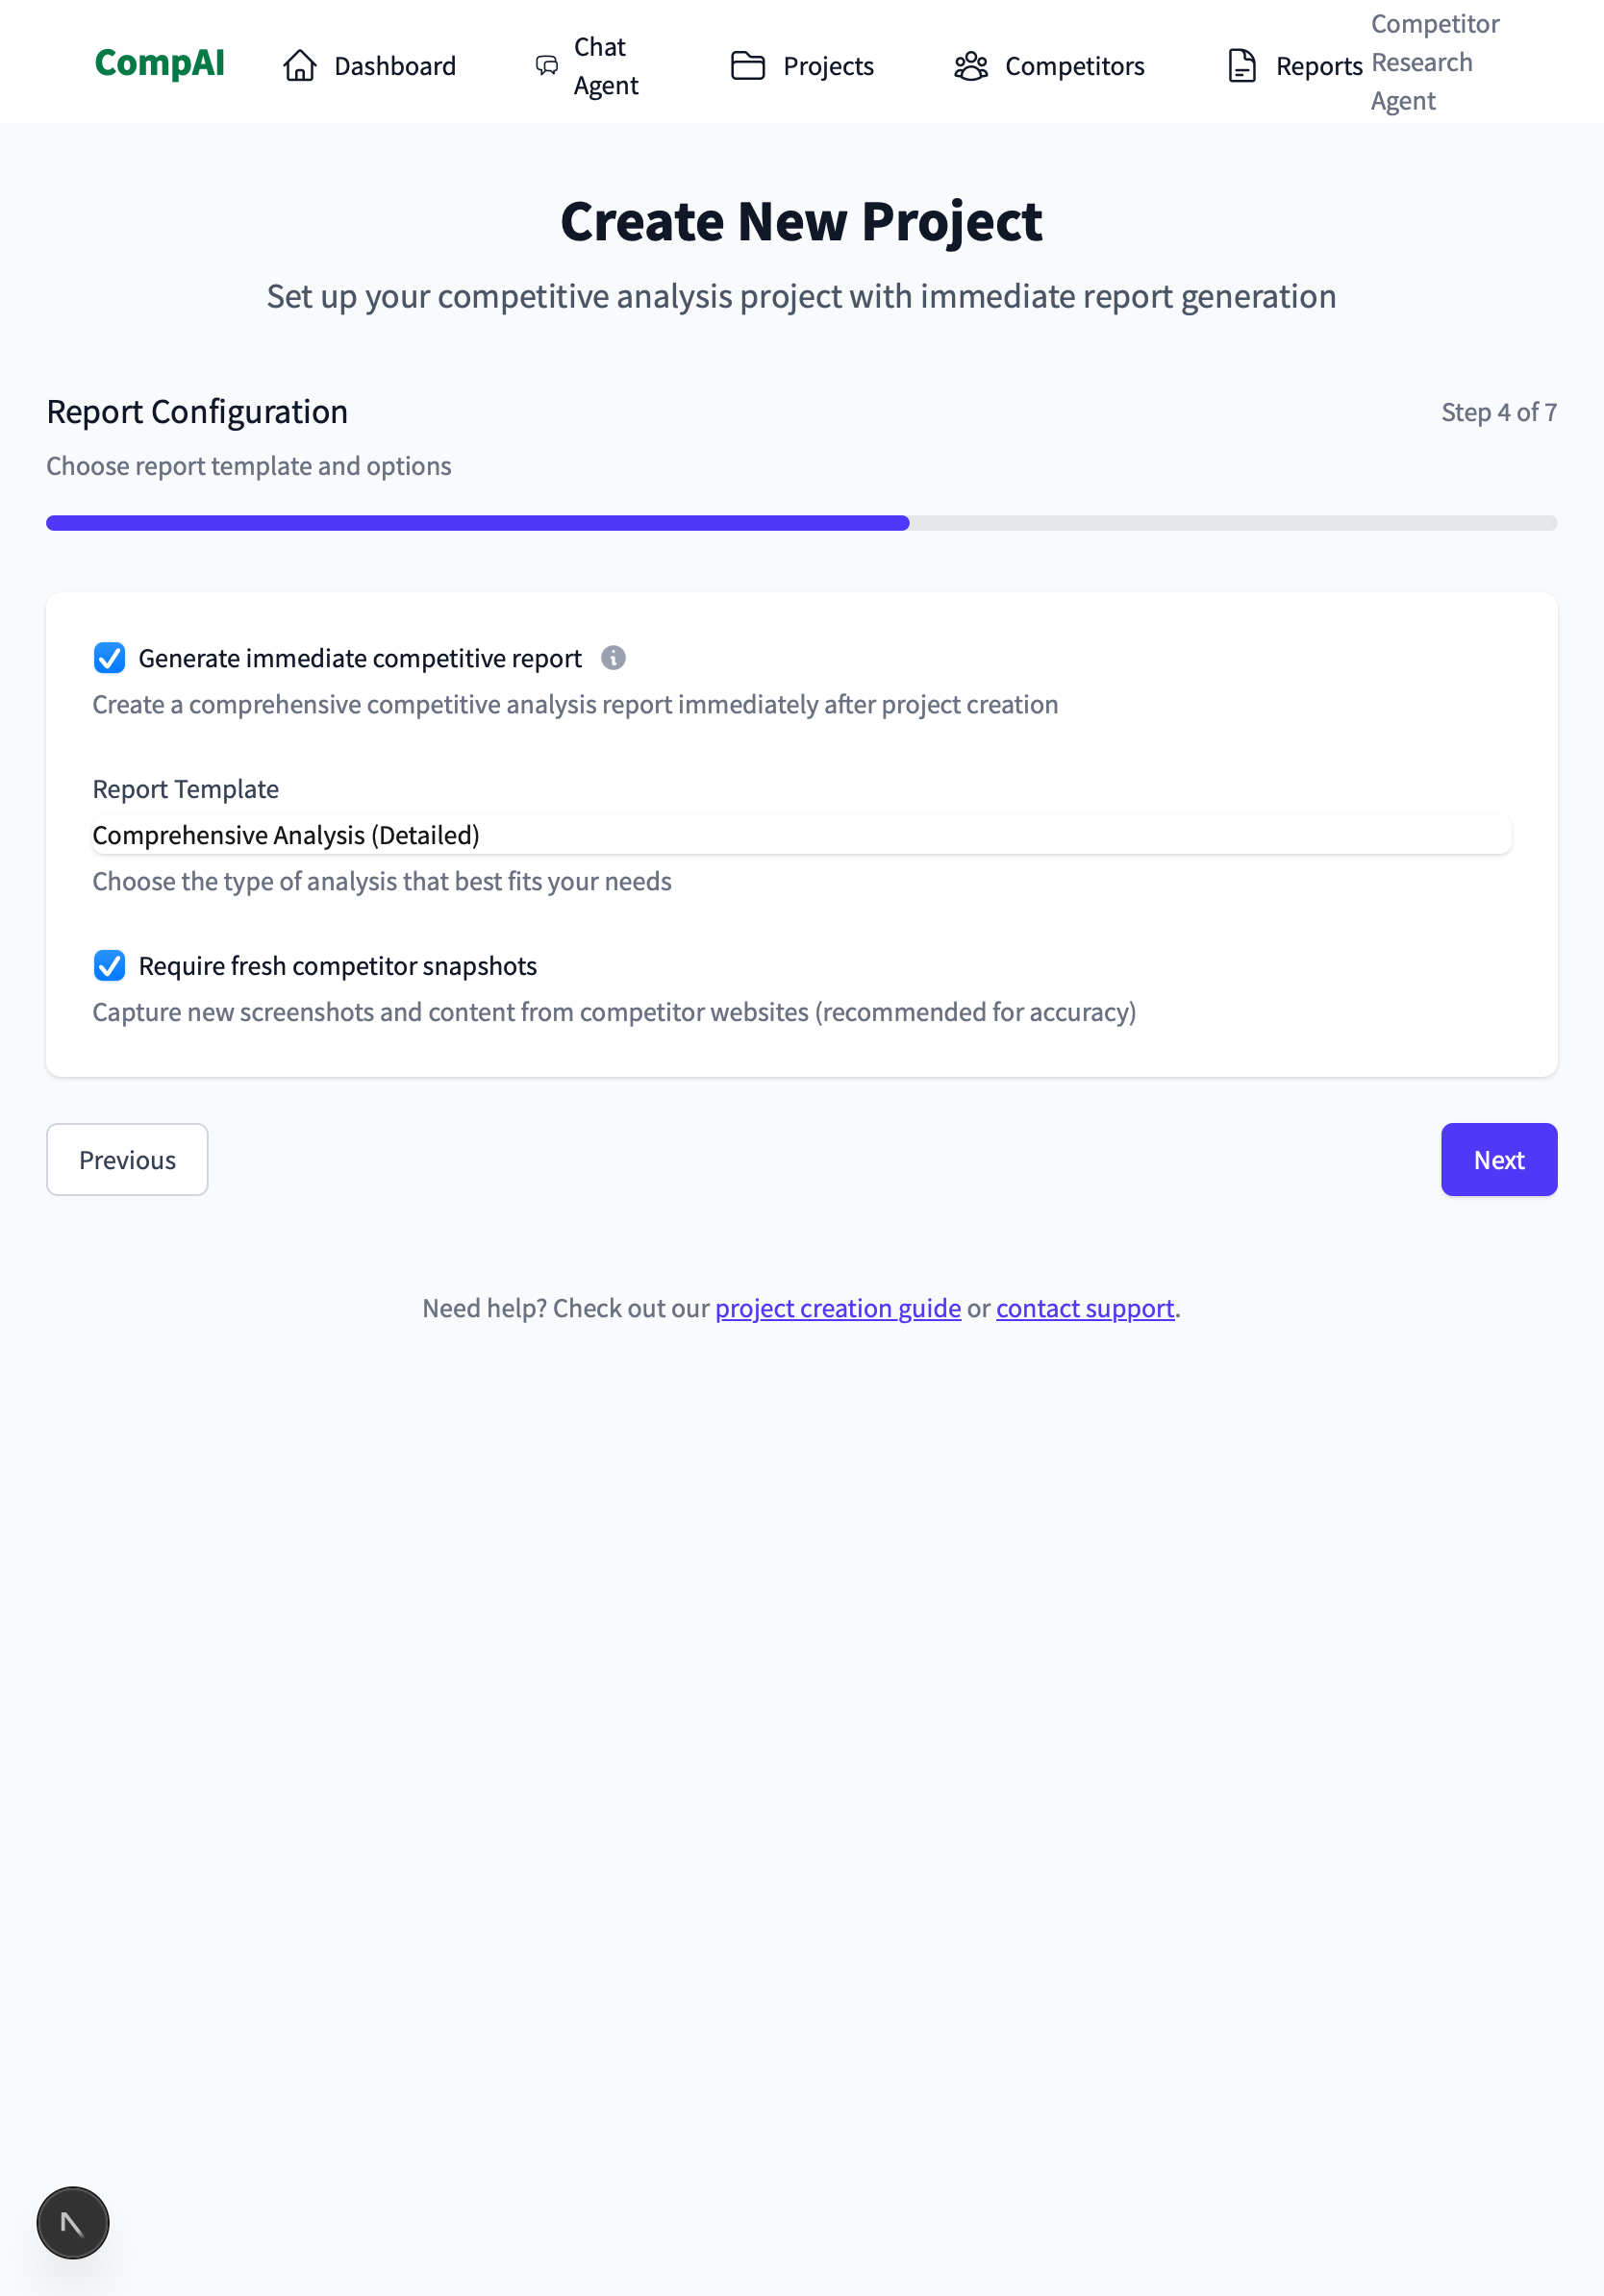 CompAI
Dashboard
Chat
Agent
Projects
Competitors
Reports
Competitor
Research
Agent
Create New Project
Set up your competitive analysis project with immediate report generation
Report Configuration
Step 4 of 7
Choose report template and options
Generate immediate competitive report
Create a comprehensive competitive analysis report immediately after project creation
Report Template
Comprehensive Analysis (Detailed)
Choose the type of analysis that best fits your needs
Require fresh competitor snapshots
Capture new screenshots and content from competitor websites (recommended for accuracy)
Previous
Next
Need help? Check out our project creation guide or contact support.